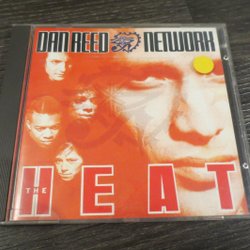 DAN REED NETWORK
THE HEAT